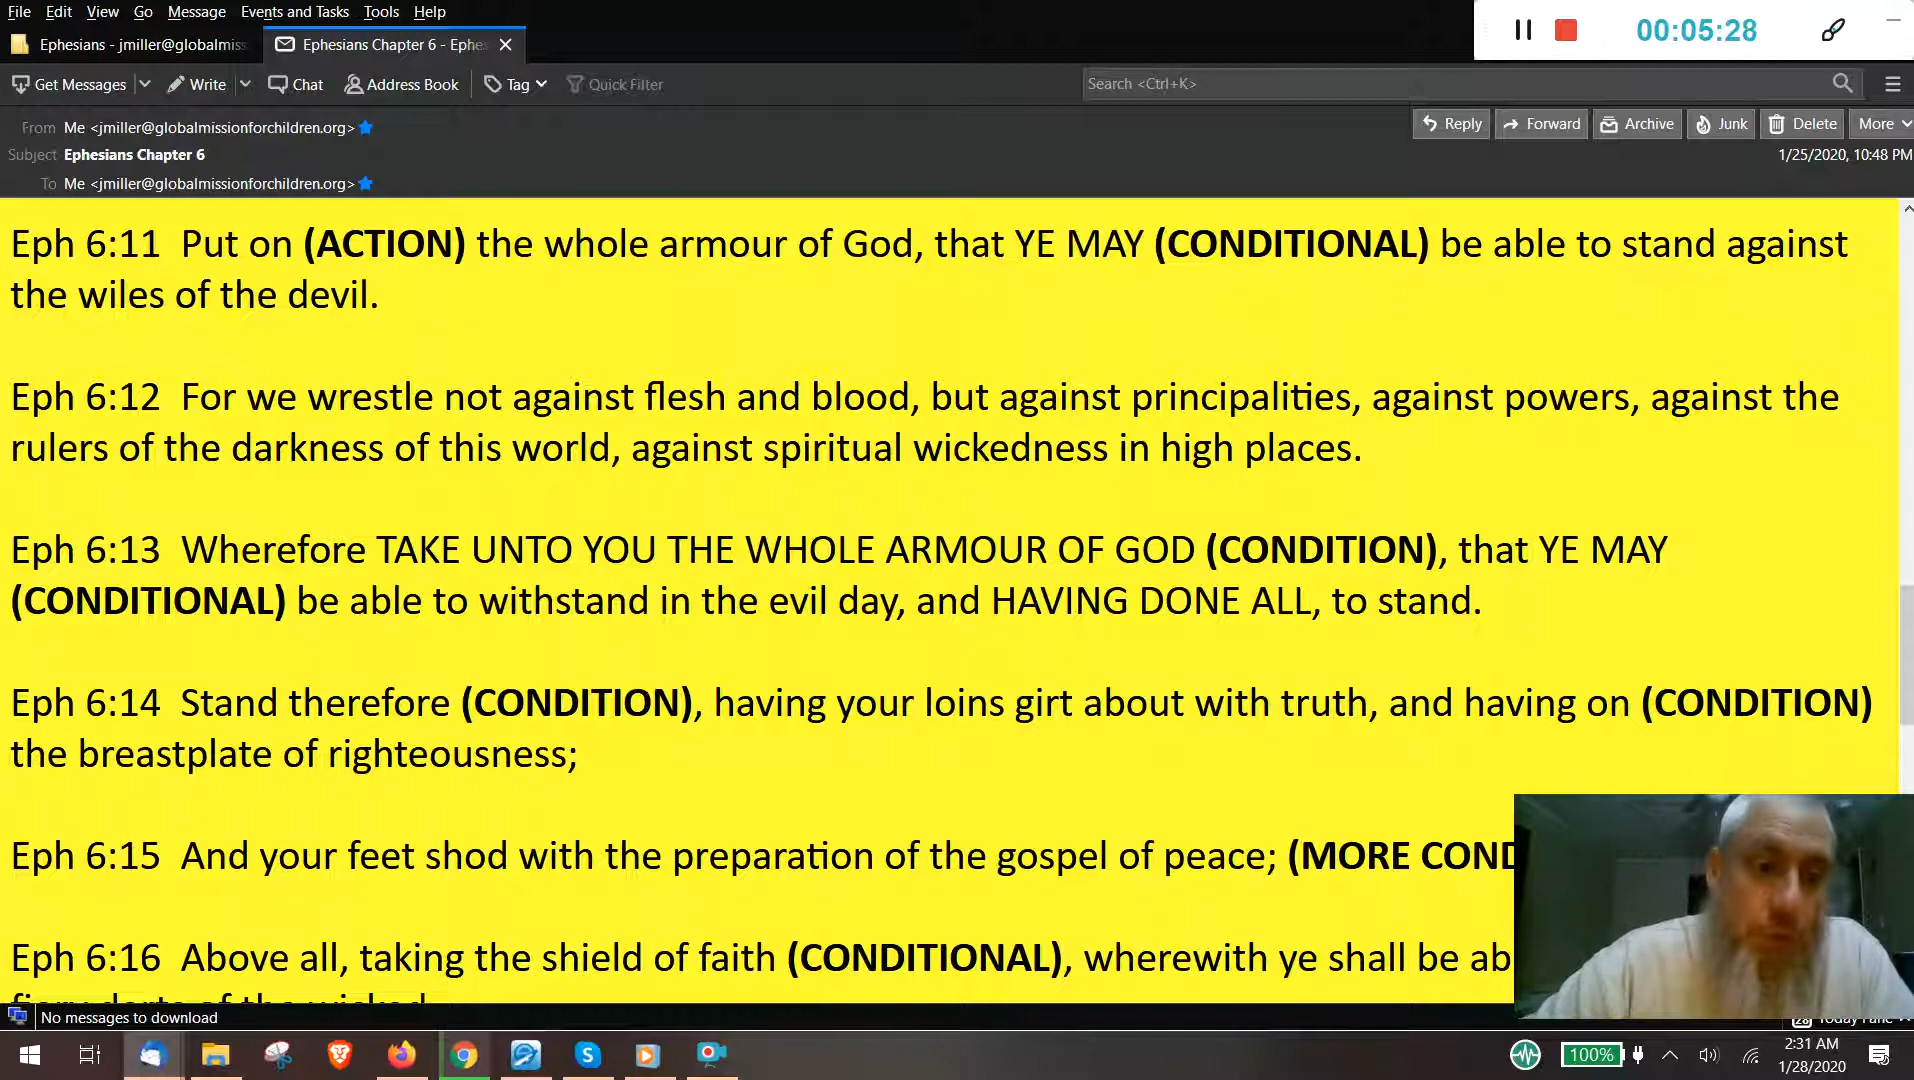 File Edit View Go Message Events and Tasks Tools Help
Ephesians - jmiller@globalmiss
Ephesians Chapter 6 - Ephes
00:05:28
Get Messages Write Chat Address Book Tag Quick Filter
Search <Ctrl+K>
From Me <jmiller@globalmissionforchildren.org>
Reply Forward Archive Junk Delete More
Subject Ephesians Chapter 6
1/25/2020, 10:48 PM
To Me <jmiller@globalmissionforchildren.org>
Eph 6:11 Put on (ACTION) the whole armour of God, that YE MAY (CONDITIONAL) be able to stand against
the wiles of the devil.
Eph 6:12 For we wrestle not against flesh and blood, but against principalities, against powers, against the
rulers of the darkness of this world, against spiritual wickedness in high places.
Eph 6:13 Wherefore TAKE UNTO YOU THE WHOLE ARMOUR OF GOD (CONDITION), that YE MAY
(CONDITIONAL) be able to withstand in the evil day, and HAVING DONE ALL, to stand.
Eph 6:14 Stand therefore (CONDITION), having your loins girt about with truth, and having on (CONDITION)
the breastplate of righteousness;
Eph 6:15 And your feet shod with the preparation of the gospel of peace; (MORE COND
Eph 6:16 Above all, taking the shield of faith (CONDITIONAL), wherewith ye shall be ab
fiery darts of the wicked
No messages to download
Today Pane
100%
2:31 AM
1/28/2020